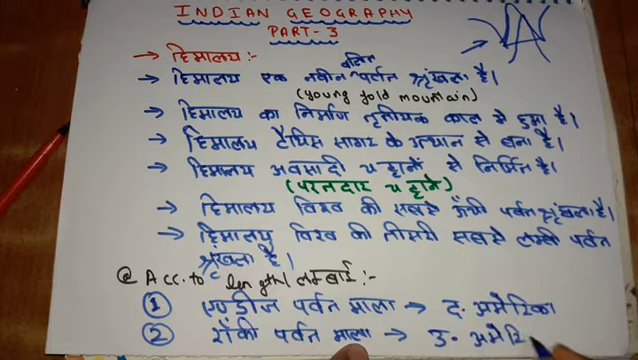 INDIAN GEOGRAPHY
PART-3
→ हिमालय :-
→ हिमालय एक नवीन वलित पर्वत श्रृंखला है।
(young fold mountain)
→ हिमालय का निर्माण तृतीयक काल से हुआ है।
→ हिमालय टैथिस सागर के उत्थान से बना है।
→ हिमालय अवसादी चट्टानों से निर्मित है।
(परतदार चट्टाने)
→ हिमालय विश्व की सबसे ऊँची पर्वत श्रृंखला है।
→ हिमालय विश्व की तीसरी सबसे लम्बी पर्वत
श्रृंखला है।
@ Acc. to length/लम्बाई :-
① एण्डीज पर्वत माला → द. अमेरिका
② रॉकी पर्वत माला → उ. अमेरि